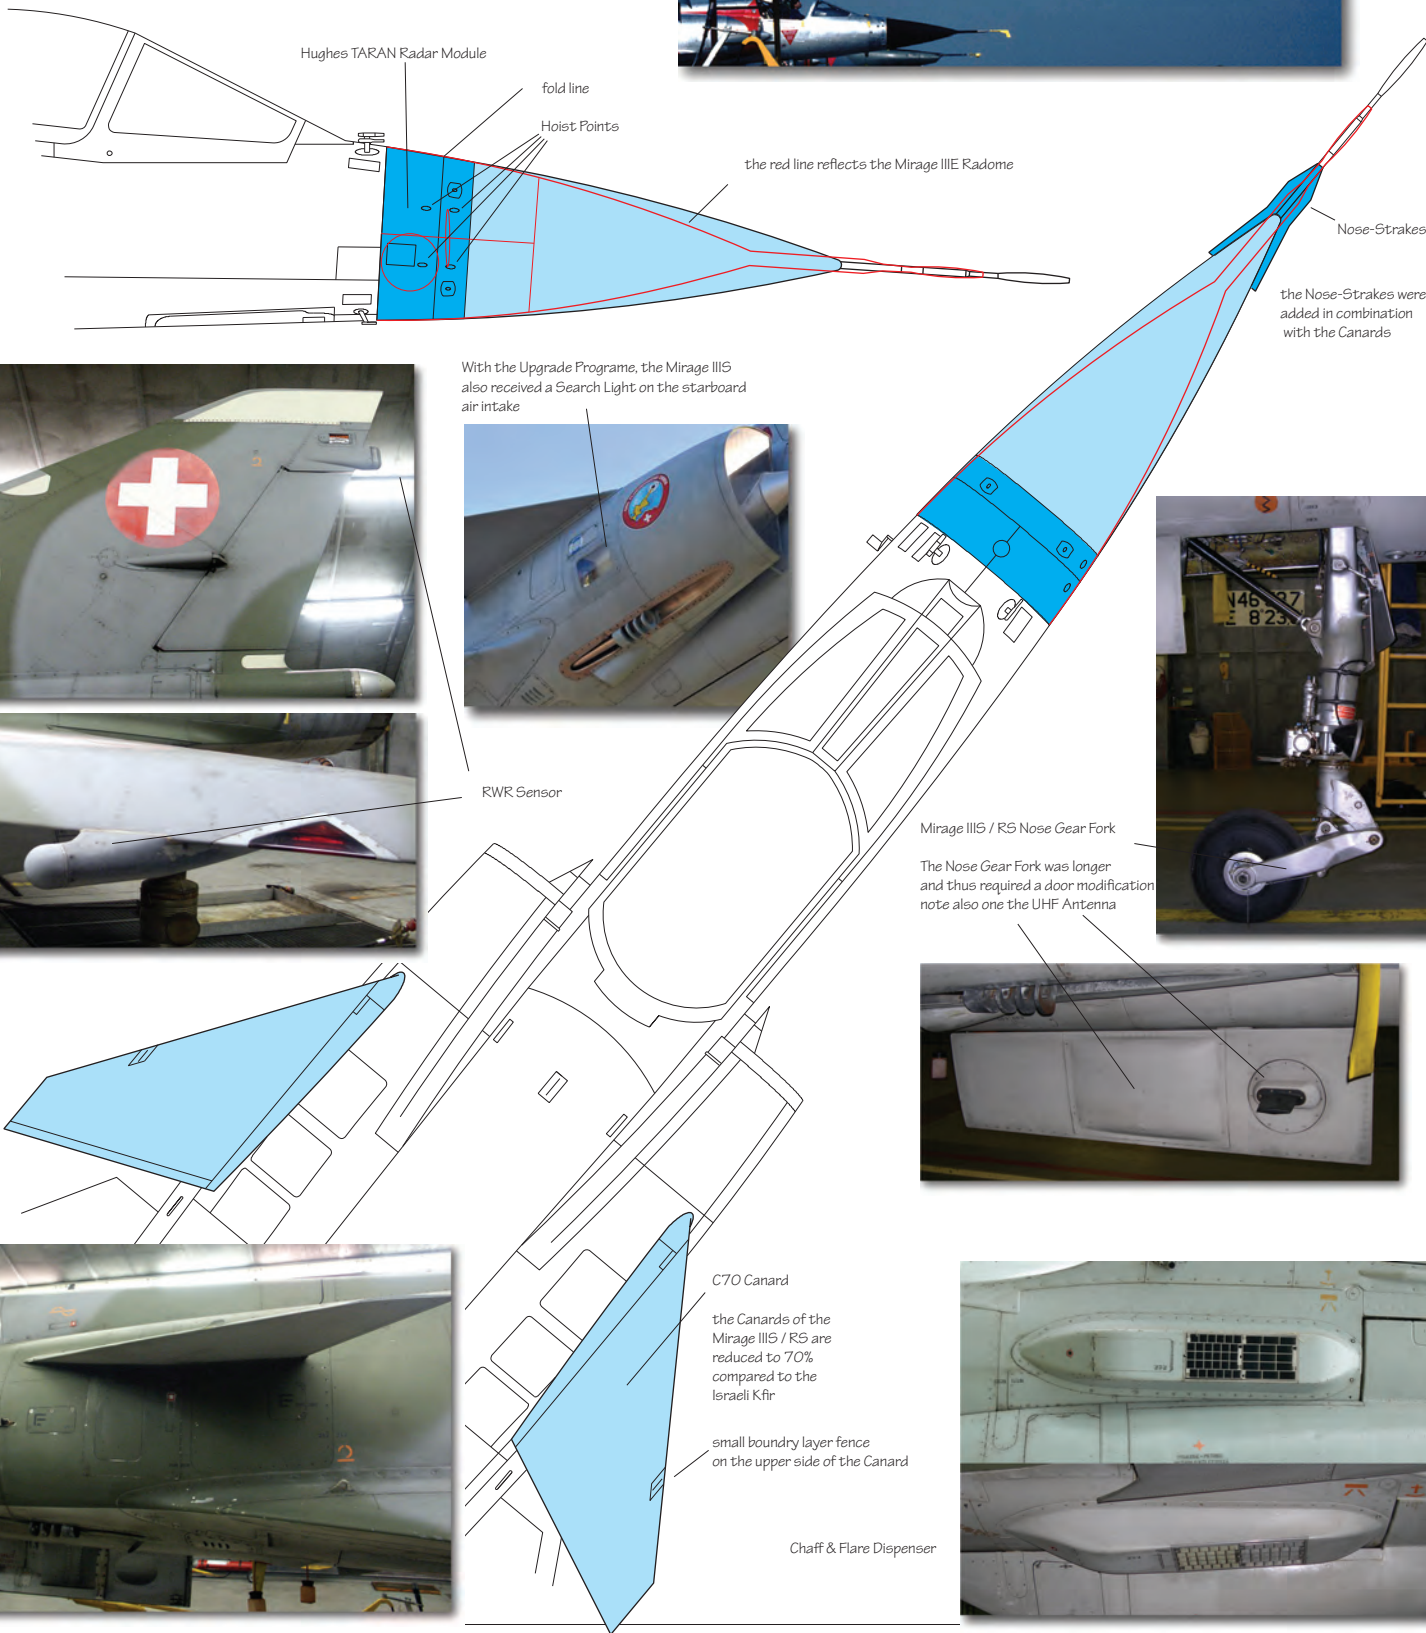 Hughes TARAN Radar Module
fold line
Hoist Points
the red line reflects the Mirage IIIE Radome
Nose-Strakes
the Nose-Strakes were
added in combination
with the Canards
With the Upgrade Programe, the Mirage IIIS
also received a Search Light on the starboard
air intake
RWR Sensor
Mirage IIIS / RS Nose Gear Fork
The Nose Gear Fork was longer
and thus required a door modification
note also one the UHF Antenna
C70 Canard
the Canards of the
Mirage IIIS / RS are
reduced to 70%
compared to the
Israeli Kfir
small boundry layer fence
on the upper side of the Canard
Chaff & Flare Dispenser